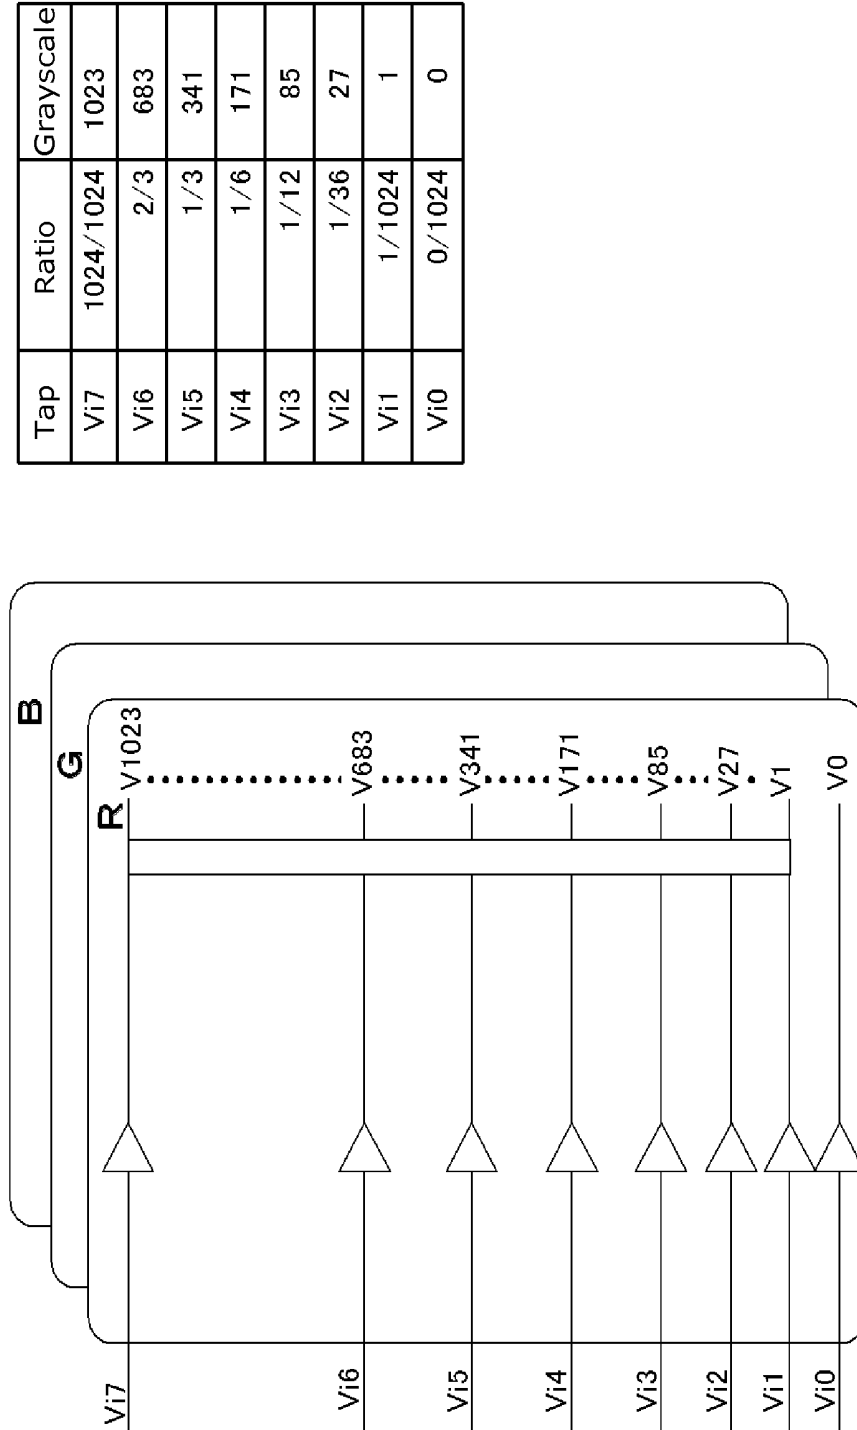 Tap Ratio Grayscale
Vi7 1024/1024 1023
Vi6 2/3 683
Vi5 1/3 341
Vi4 1/6 171
Vi3 1/12 85
Vi2 1/36 27
Vi1 1/1024 1
Vi0 0/1024 0
B
G
R
Vi7 V1023
Vi6 V683
Vi5 V341
Vi4 V171
Vi3 V85
Vi2 V27
Vi1 V1
Vi0 V0